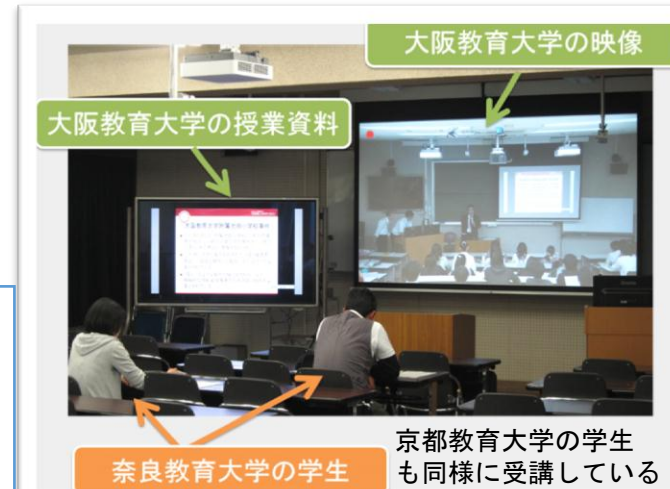 大阪教育大学の映像
大阪教育大学の授業資料
奈良教育大学の学生
京都教育大学の学生
も同様に受講している